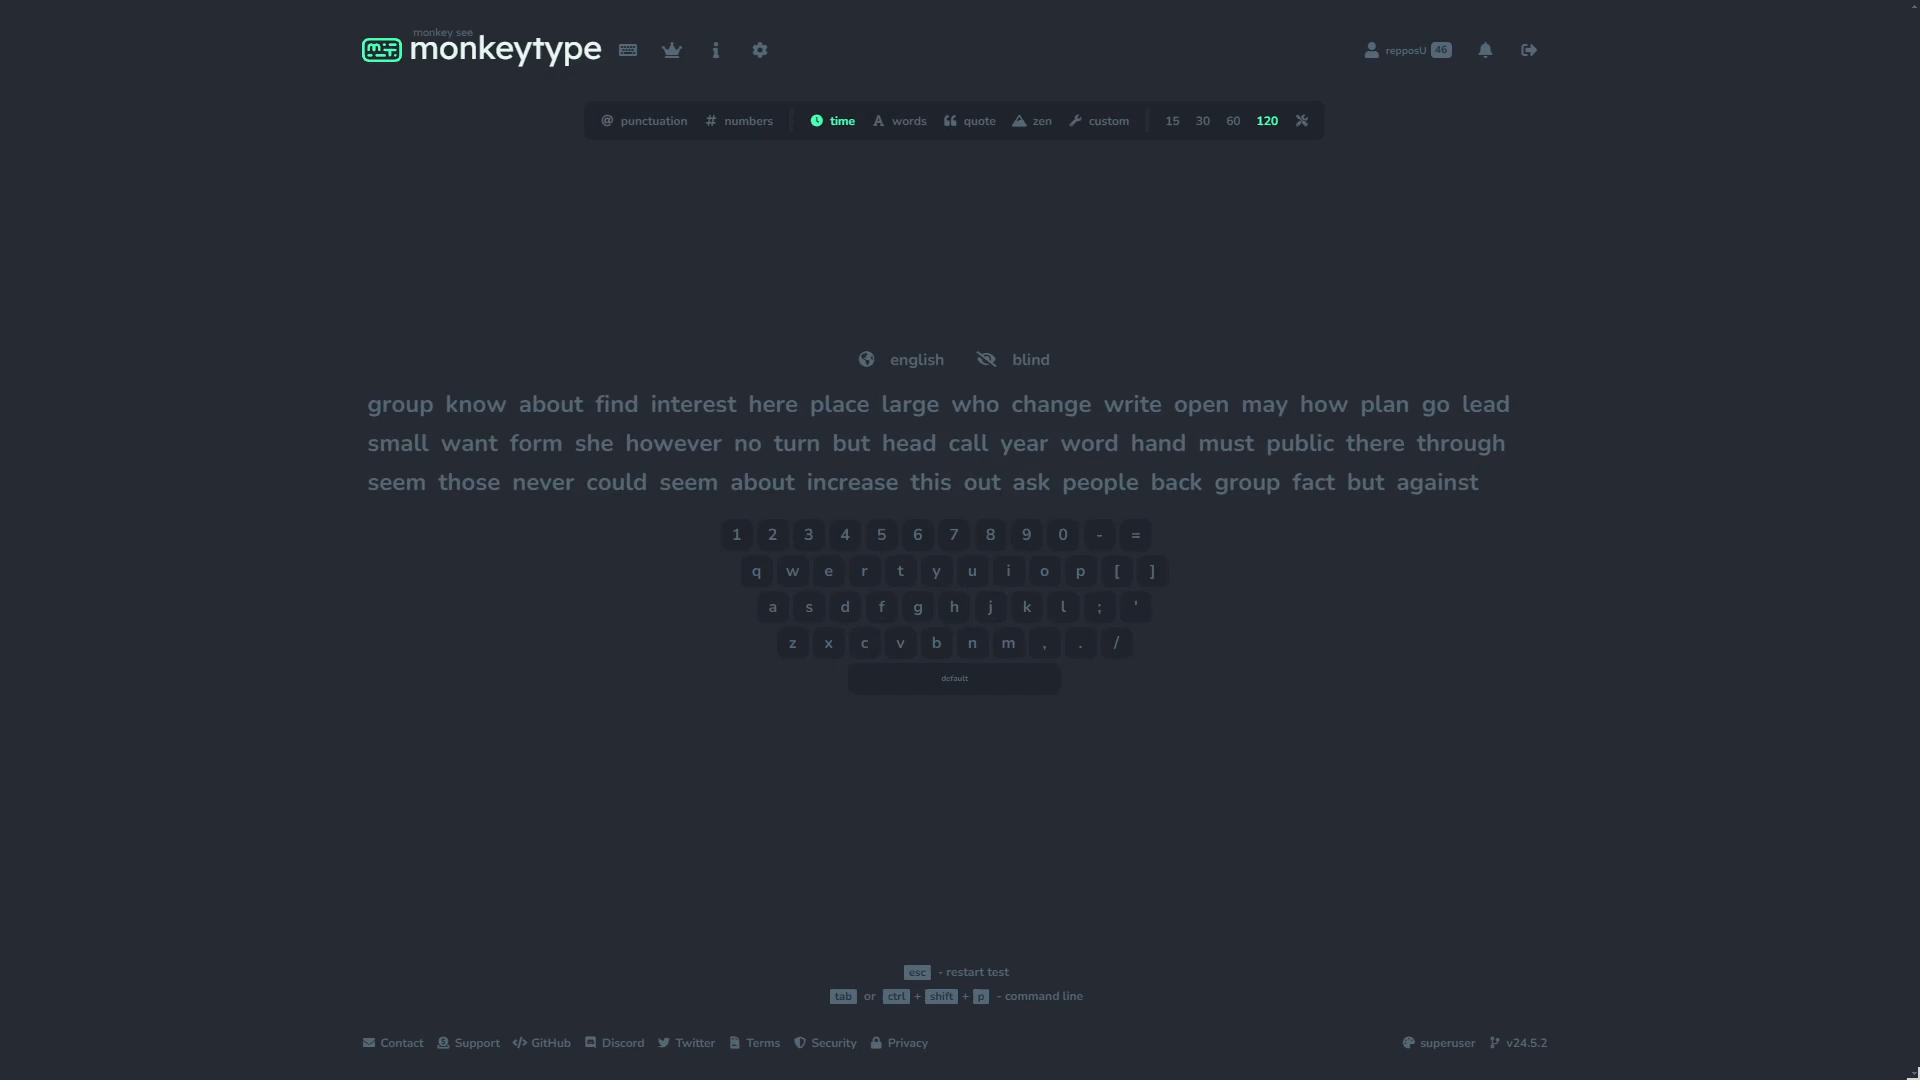 monkey see
monkeytype
repposU 46
@ punctuation # numbers time A words quote zen custom 15 30 60 120
english blind
group know about find interest here place large who change write open may how plan go lead
small want form she however no turn but head call year word hand must public there through
seem those never could seem about increase this out ask people back group fact but against
1 2 3 4 5 6 7 8 9 0 - =
q w e r t y u i o p [ ]
a s d f g h j k l ; '
z x c v b n m , . /
default
esc - restart test
tab or ctrl + shift + p - command line
Contact Support GitHub Discord Twitter Terms Security Privacy superuser v24.5.2